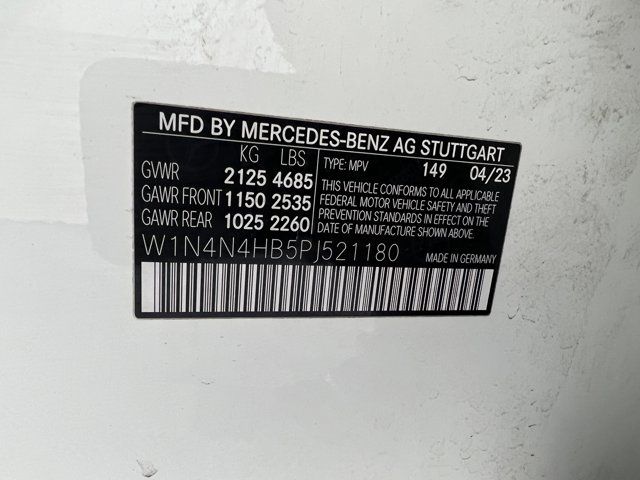 MFD BY MERCEDES-BENZ AG STUTTGART
KG LBS TYPE: MPV 149 04/23
GVWR 2125 4685
GAWR FRONT 1150 2535
GAWR REAR 1025 2260
THIS VEHICLE CONFORMS TO ALL APPLICABLE
FEDERAL MOTOR VEHICLE SAFETY AND THEFT
PREVENTION STANDARDS IN EFFECT ON THE
DATE OF MANUFACTURE SHOWN ABOVE.
W1N4N4HB5PJ521180 MADE IN GERMANY